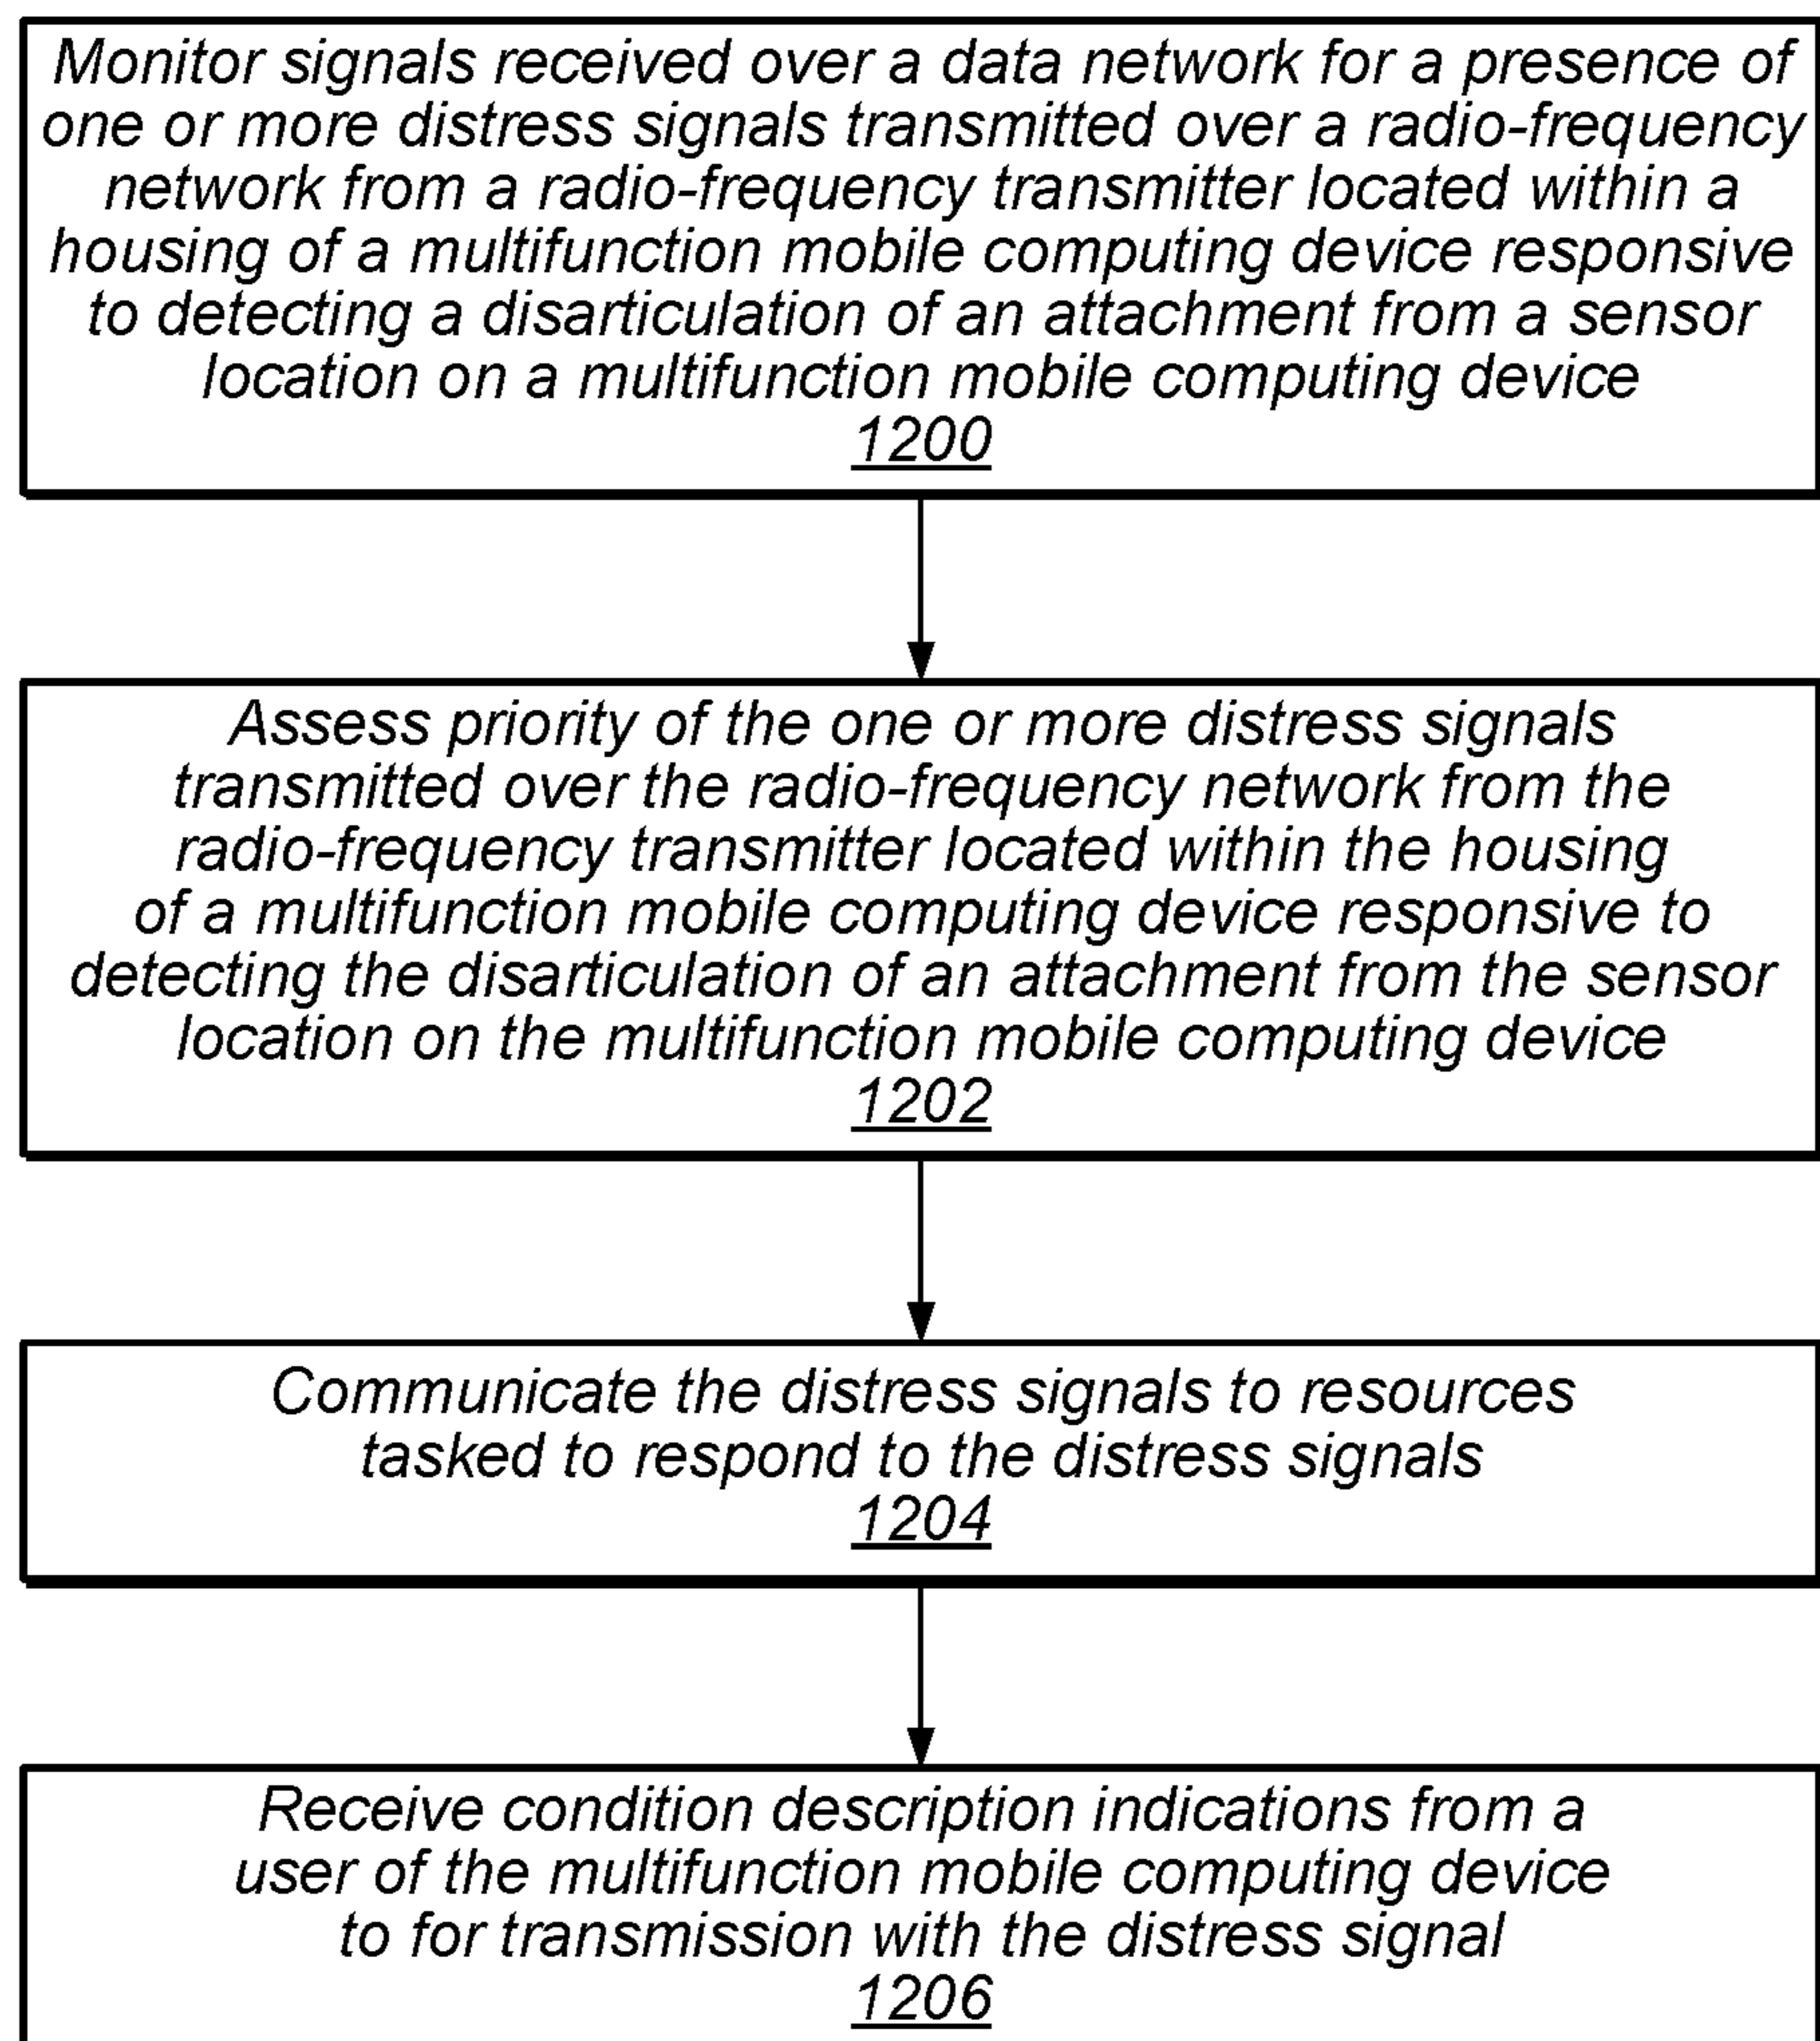 Monitor signals received over a data network for a presence of
one or more distress signals transmitted over a radio-frequency
network from a radio-frequency transmitter located within a
housing of a multifunction mobile computing device responsive
to detecting a disarticulation of an attachment from a sensor
location on a multifunction mobile computing device
1200
Assess priority of the one or more distress signals
transmitted over the radio-frequency network from the
radio-frequency transmitter located within the housing
of a multifunction mobile computing device responsive to
detecting the disarticulation of an attachment from the sensor
location on the multifunction mobile computing device
1202
Communicate the distress signals to resources
tasked to respond to the distress signals
1204
Receive condition description indications from a
user of the multifunction mobile computing device
to for transmission with the distress signal
1206